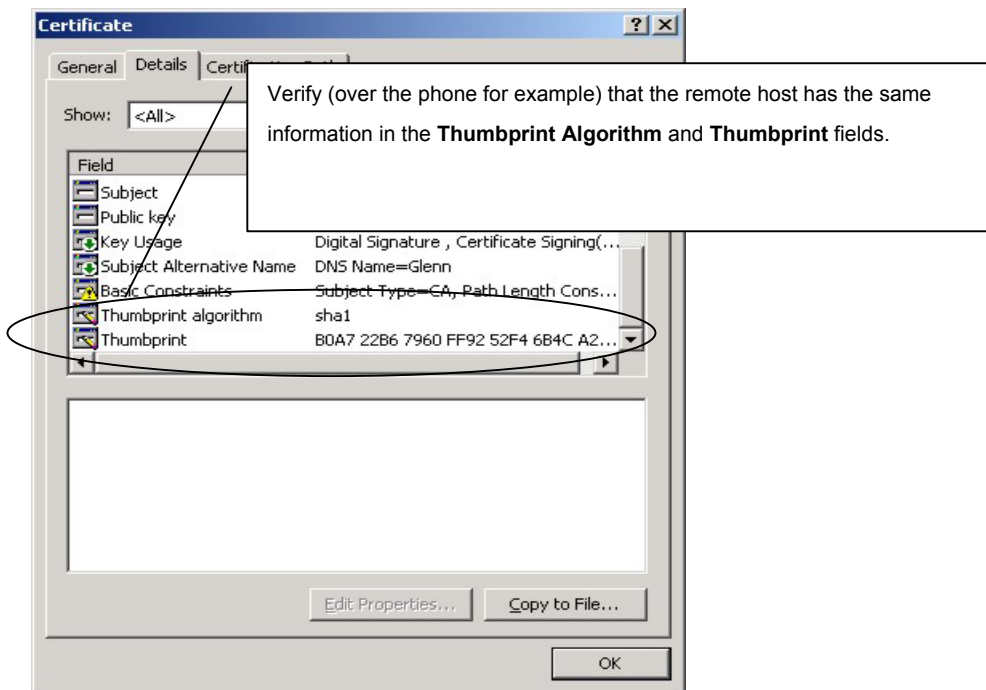 Certificate
General Details Certif
Verify (over the phone for example) that the remote host has the same
information in the Thumbprint Algorithm and Thumbprint fields.
Show: <All>
Field
Subject
Public key
Key Usage Digital Signature , Certificate Signing(...
Subject Alternative Name DNS Name=Glenn
Basic Constraints Subject Type=CA, Path Length Cons...
Thumbprint algorithm sha1
Thumbprint B0A7 22B6 7960 FF92 52F4 6B4C A2...
Edit Properties... Copy to File...
OK